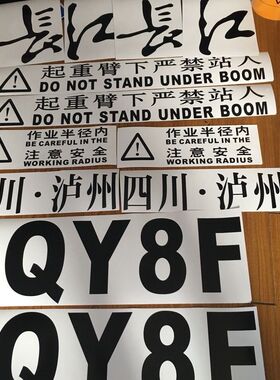 長江 長江
起重臂下严禁站人
DO NOT STAND UNDER BOOM
起重臂下严禁站人
DO NOT STAND UNDER BOOM
作业半径内
BE CAREFUL IN THE
注意安全
WORKING RADIUS
作业半径内
BE CAREFUL IN THE
注意安全
WORKING RADIUS
川·泸州 四川·泸州
QY8F
QY8F